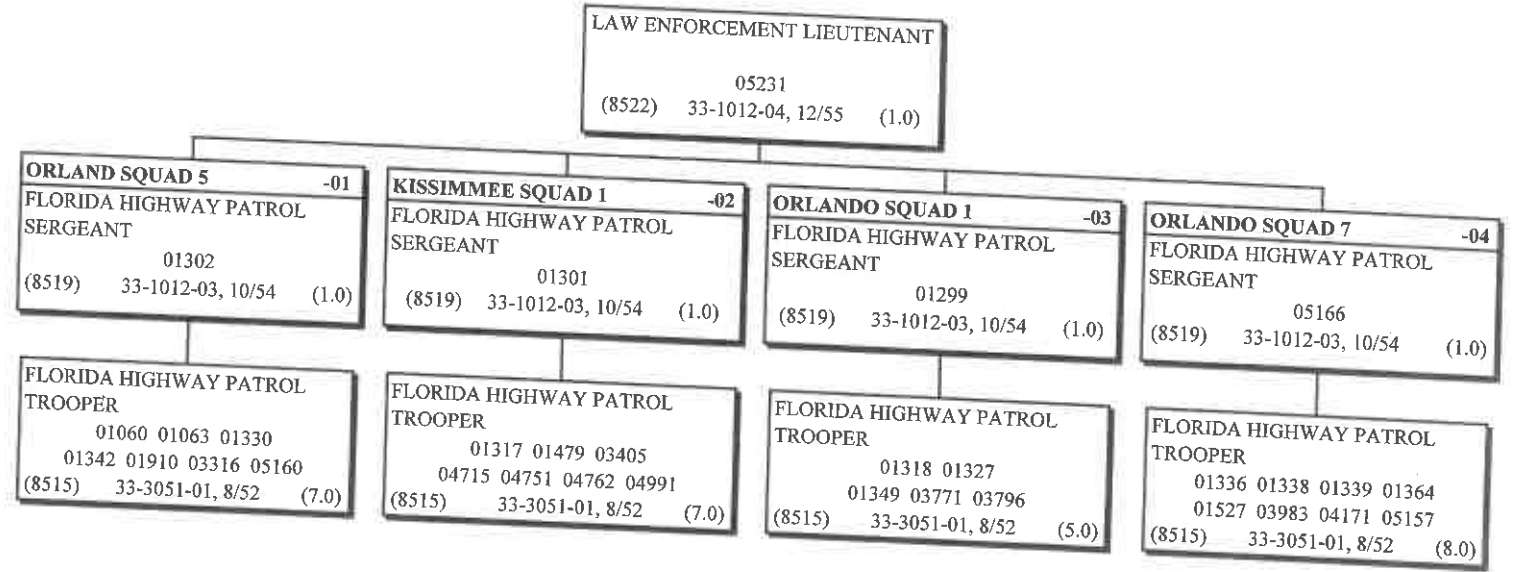 LAW ENFORCEMENT LIEUTENANT
05231
(8522) 33-1012-04, 12/55 (1.0)
ORLAND SQUAD 5 -01
FLORIDA HIGHWAY PATROL
SERGEANT
01302
(8519) 33-1012-03, 10/54 (1.0)
FLORIDA HIGHWAY PATROL
TROOPER
01060 01063 01330
01342 01910 03316 05160
(8515) 33-3051-01, 8/52 (7.0)
KISSIMMEE SQUAD 1 -02
FLORIDA HIGHWAY PATROL
SERGEANT
01301
(8519) 33-1012-03, 10/54 (1.0)
FLORIDA HIGHWAY PATROL
TROOPER
01317 01479 03405
04715 04751 04762 04991
(8515) 33-3051-01, 8/52 (7.0)
ORLANDO SQUAD 1 -03
FLORIDA HIGHWAY PATROL
SERGEANT
01299
(8519) 33-1012-03, 10/54 (1.0)
FLORIDA HIGHWAY PATROL
TROOPER
01318 01327
01349 03771 03796
(8515) 33-3051-01, 8/52 (5.0)
ORLANDO SQUAD 7 -04
FLORIDA HIGHWAY PATROL
SERGEANT
05166
(8519) 33-1012-03, 10/54 (1.0)
FLORIDA HIGHWAY PATROL
TROOPER
01336 01338 01339 01364
01527 03983 04171 05157
(8515) 33-3051-01, 8/52 (8.0)